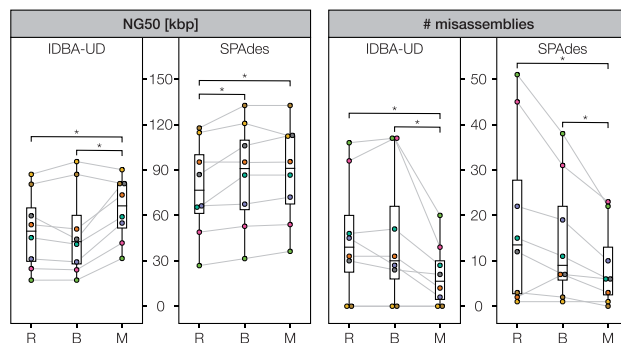 NG50 [kbp]
# misassemblies
IDBA-UD
SPAdes
IDBA-UD
SPAdes
150
120
90
60
30
0
50
40
30
20
10
0
*
*
*
*
*
*
*
*
R B M R B M R B M R B M